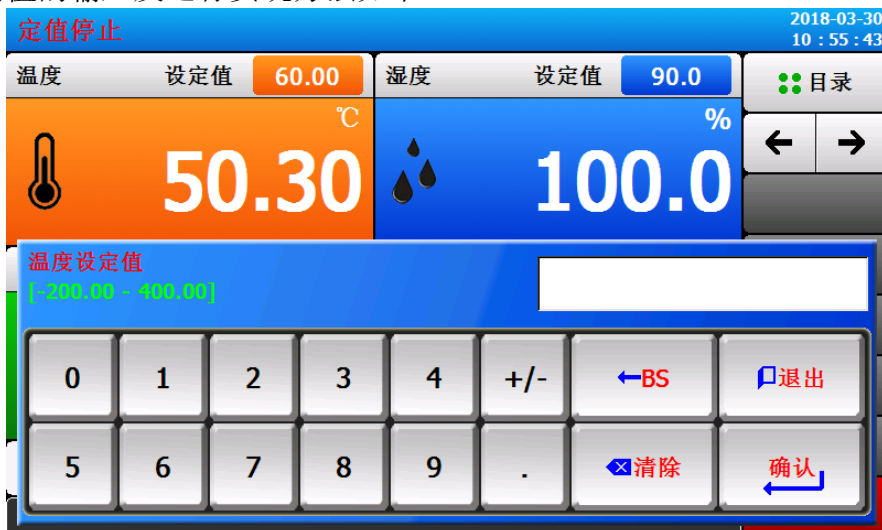 定值停止
2018-03-30
10 : 55 : 43
温度 设定值 60.00
湿度 设定值 90.0
目录
℃
50.30
%
100.0
← →
温度设定值
[-200.00 - 400.00]
0 1 2 3 4 +/- ←BS 退出
5 6 7 8 9 . 清除 确认